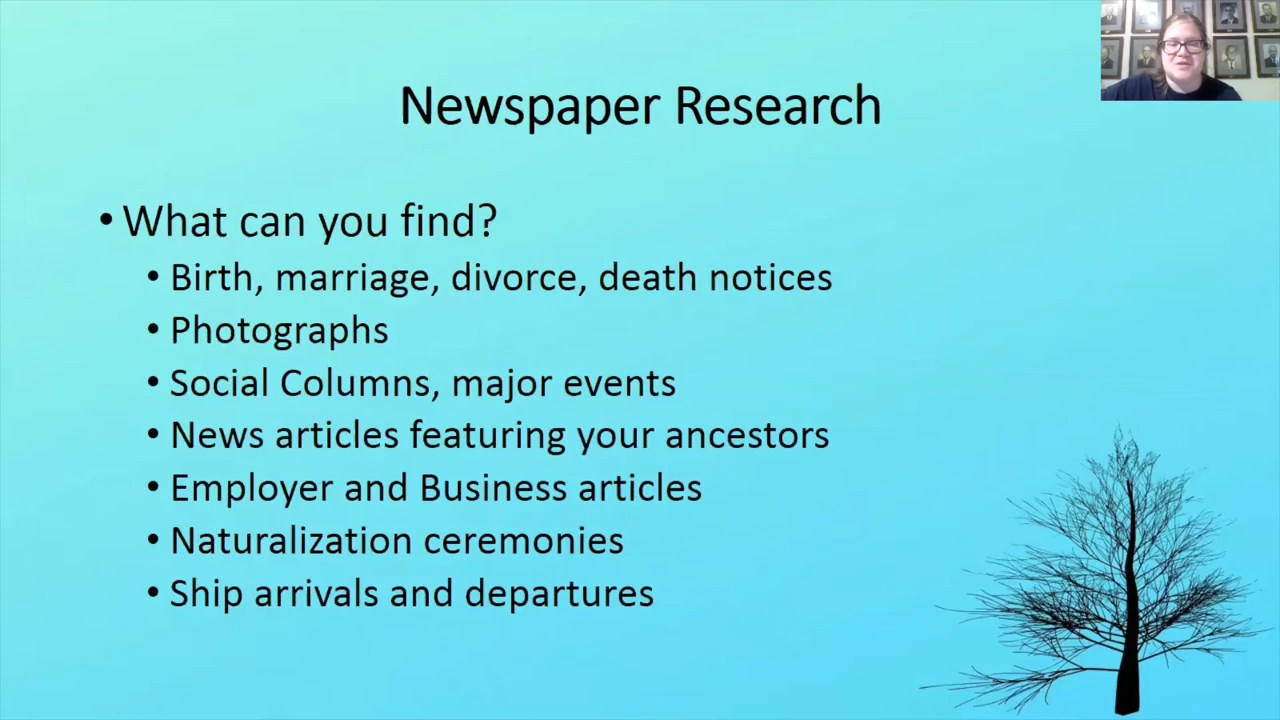 Newspaper Research
• What can you find?
• Birth, marriage, divorce, death notices
• Photographs
• Social Columns, major events
• News articles featuring your ancestors
• Employer and Business articles
• Naturalization ceremonies
• Ship arrivals and departures